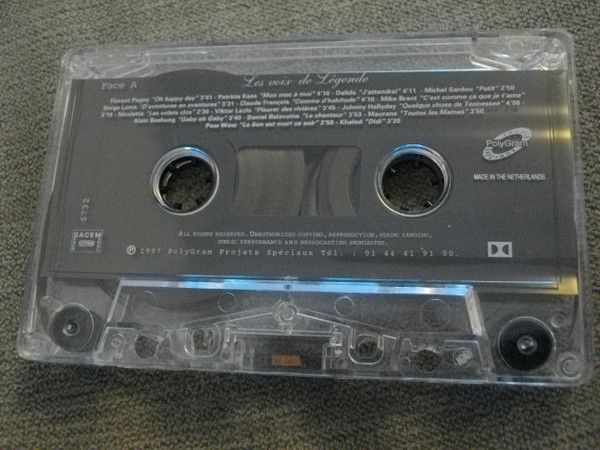 Les voix de Légende
Face A
Florent Pagny "Oh happy day" 3'41 - Patricia Kaas "Mon mec à moi" 4'16 - Dalida "J'attendrai" 4'11 - Michel Sardou "Petit" 2'50
Serge Lama "D'aventures en aventures" 3'31 - Claude François "Comme d'habitude" 4'10 - Mike Brant "C'est comme ça que je t'aime"
3'19 - Nicoletta "Les volets clos" 2'36 - Viktor Lazlo "Pleurer des rivières" 3'46 - Johnny Hallyday "Quelque chose de Tennessee" 4'08 -
Alain Bashung "Gaby oh Gaby" 3'40 - Daniel Balavoine "Le chanteur" 3'53 - Maurane "Toutes les Mamas" 3'50
Pow Wow "Le lion est mort ce soir" 2'58 - Khaled "Didi" 3'20
PolyGram
MADE IN THE NETHERLANDS
6732
SACEM
ALL RIGHTS RESERVED. UNAUTHORIZED COPYING, REPRODUCTION, HIRING LENDING,
PUBLIC PERFORMANCE AND BROADCASTING PROHIBITED.
℗ 1997 PolyGram Projets Spéciaux Tél. : 01 44 41 91 00.